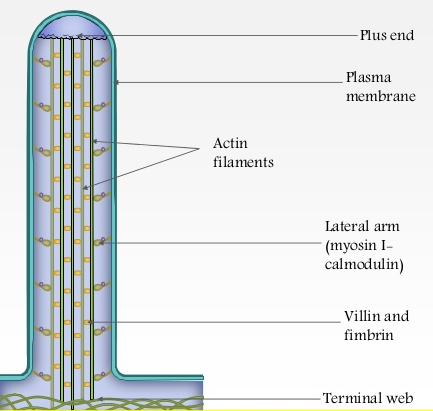 Plus end
Plasma
membrane
Actin
filaments
Lateral arm
(myosin I–
calmodulin)
Villin and
fimbrin
Terminal web